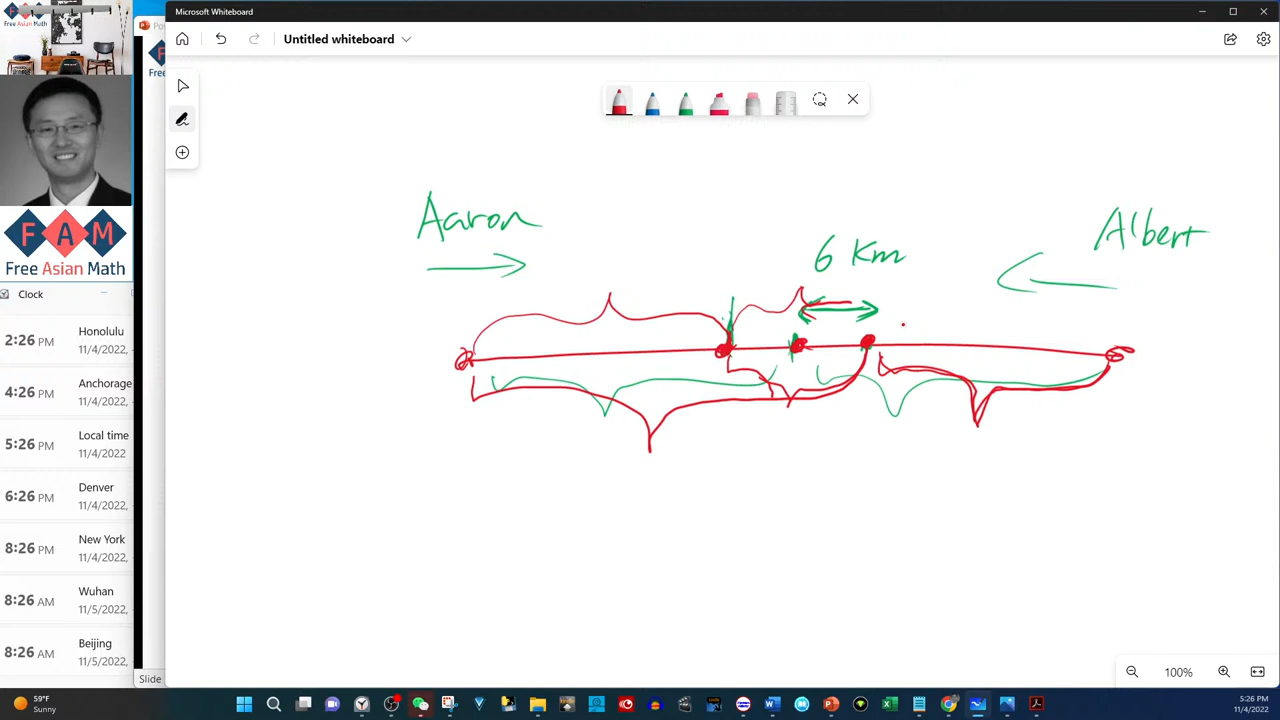 Free Asian Math
Microsoft Whiteboard
Untitled whiteboard
F A M
Free Asian Math
Clock
2:26 PM
Honolulu
11/4/2022,
4:26 PM
Anchorage
11/4/2022,
5:26 PM
Local time
11/4/2022,
6:26 PM
Denver
11/4/2022,
8:26 PM
New York
11/4/2022,
8:26 AM
Wuhan
11/5/2022,
8:26 AM
Beijing
11/5/2022,
Aaron
6 Km
Albert
Slide
100%
59°F
Sunny
5:26 PM
11/4/2022